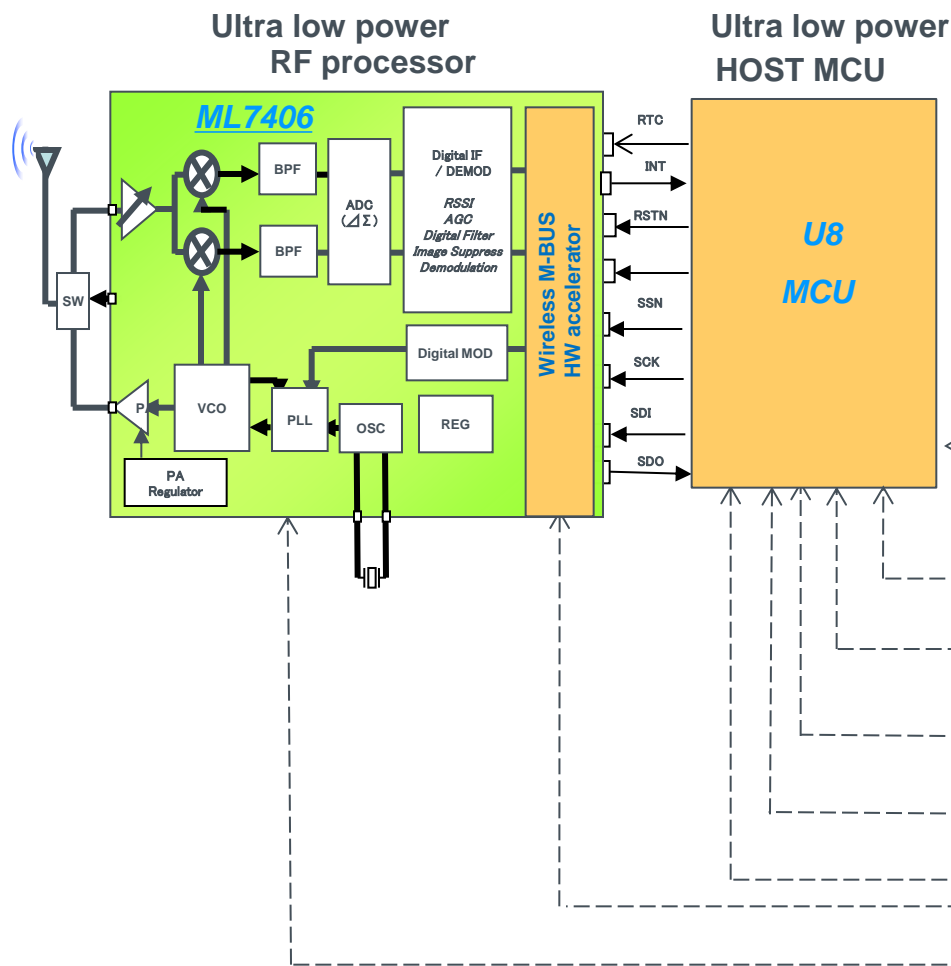 Ultra low power
RF processor
Ultra low power
HOST MCU
ML7406
BPF
BPF
ADC
(⊿Σ)
Digital IF
/ DEMOD
RSSI
AGC
Digital Filter
Image Suppress
Demodulation
Wireless M-BUS
HW accelerator
RTC
INT
RSTN
SSN
SCK
SDI
SDO
U8
MCU
SW
Digital MOD
VCO
PLL
OSC
REG
PA
Regulator